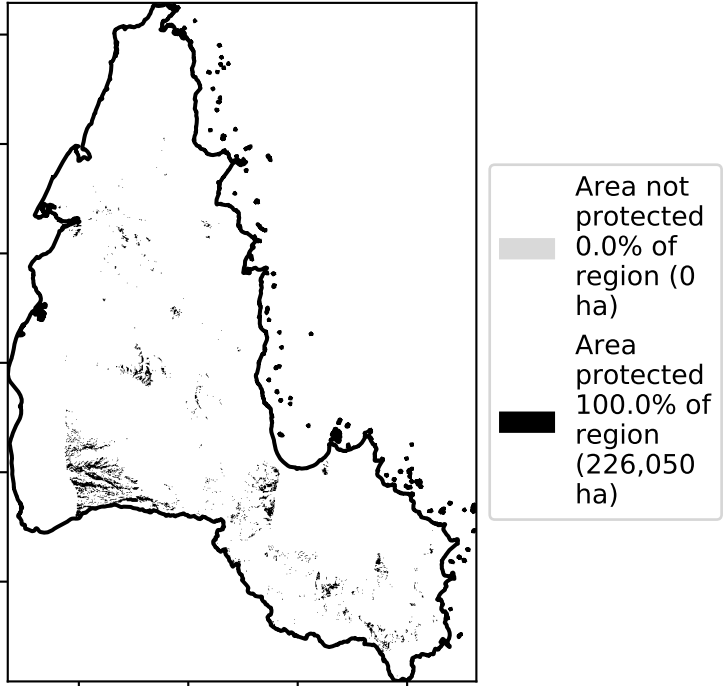 Area not
protected
0.0% of
region (0
ha)
Area
protected
100.0% of
region
(226,050
ha)